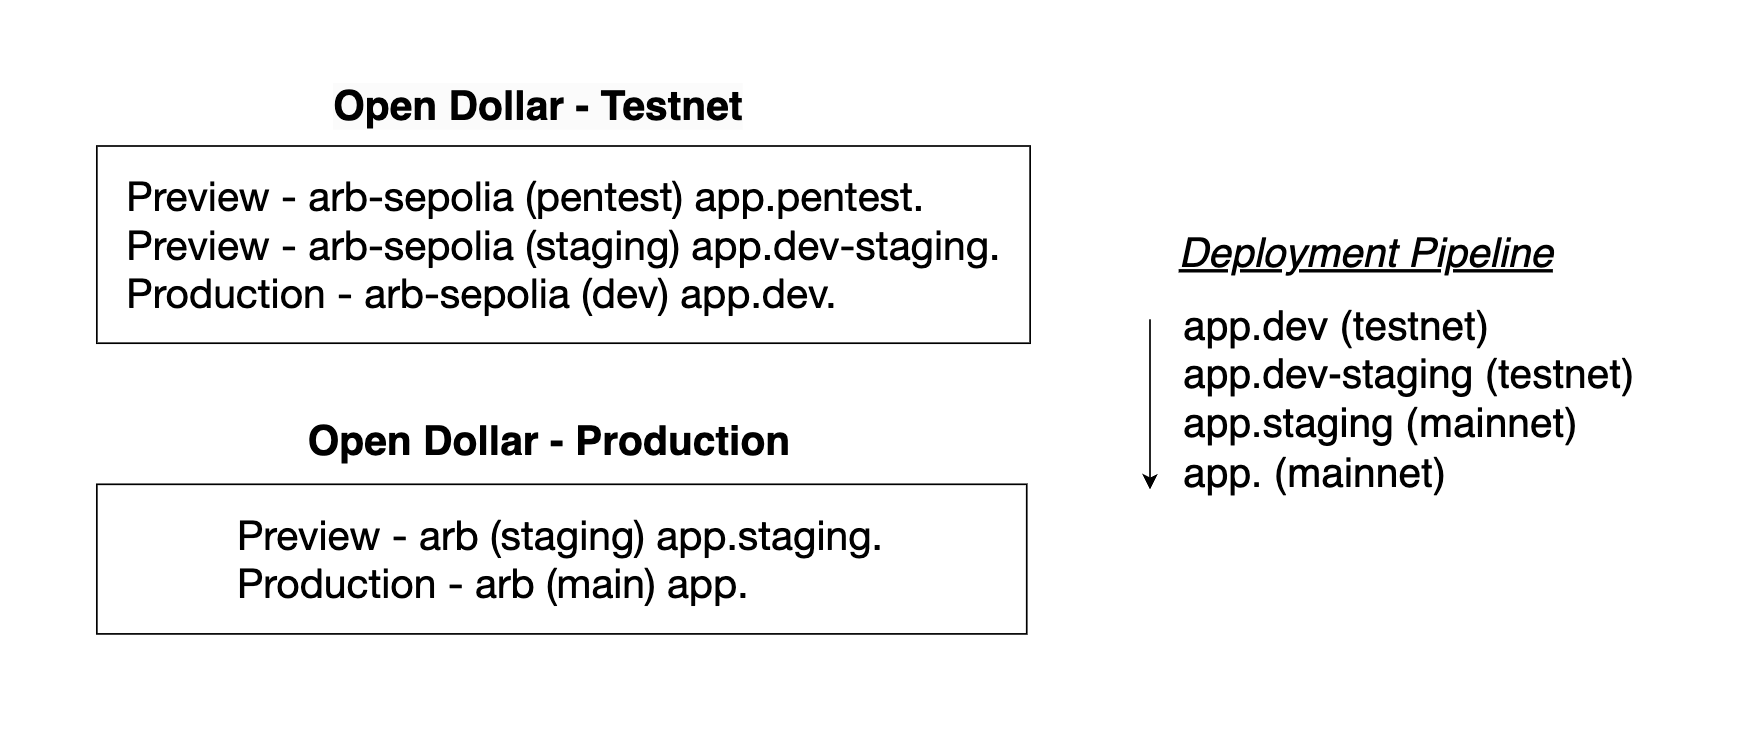 Open Dollar - Testnet
Preview - arb-sepolia (pentest) app.pentest.
Preview - arb-sepolia (staging) app.dev-staging.
Production - arb-sepolia (dev) app.dev.
Open Dollar - Production
Preview - arb (staging) app.staging.
Production - arb (main) app.
Deployment Pipeline
app.dev (testnet)
app.dev-staging (testnet)
app.staging (mainnet)
app. (mainnet)